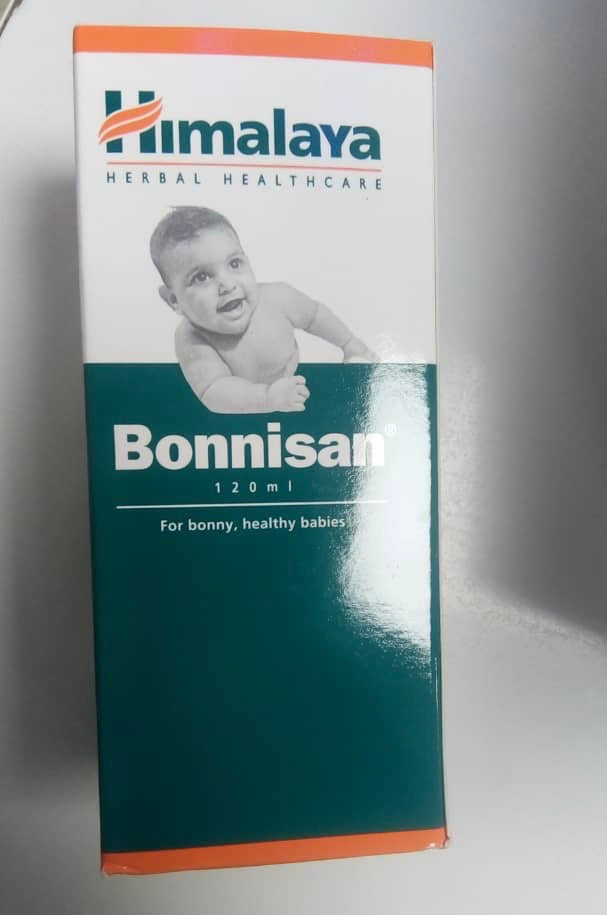 Himalaya
HERBAL HEALTHCARE
Bonnisan®
120ml
For bonny, healthy babies